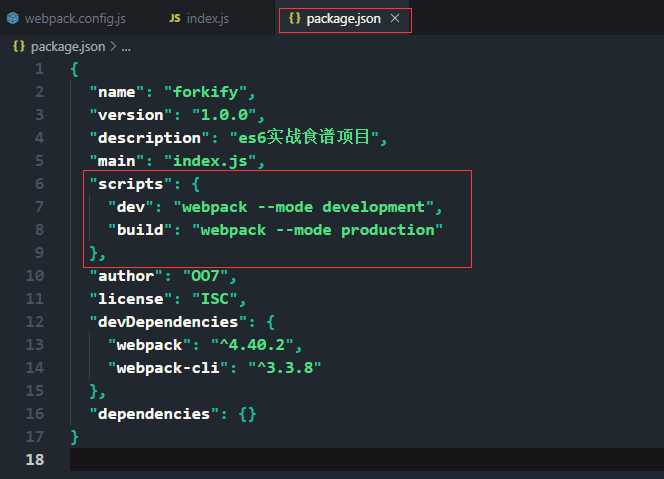 webpack.config.js JS index.js {} package.json ×
{} package.json > ...
1 {
2 "name": "forkify",
3 "version": "1.0.0",
4 "description": "es6实战食谱项目",
5 "main": "index.js",
6 "scripts": {
7 "dev": "webpack --mode development",
8 "build": "webpack --mode production"
9 },
10 "author": "OO7",
11 "license": "ISC",
12 "devDependencies": {
13 "webpack": "^4.40.2",
14 "webpack-cli": "^3.3.8"
15 },
16 "dependencies": {}
17 }
18